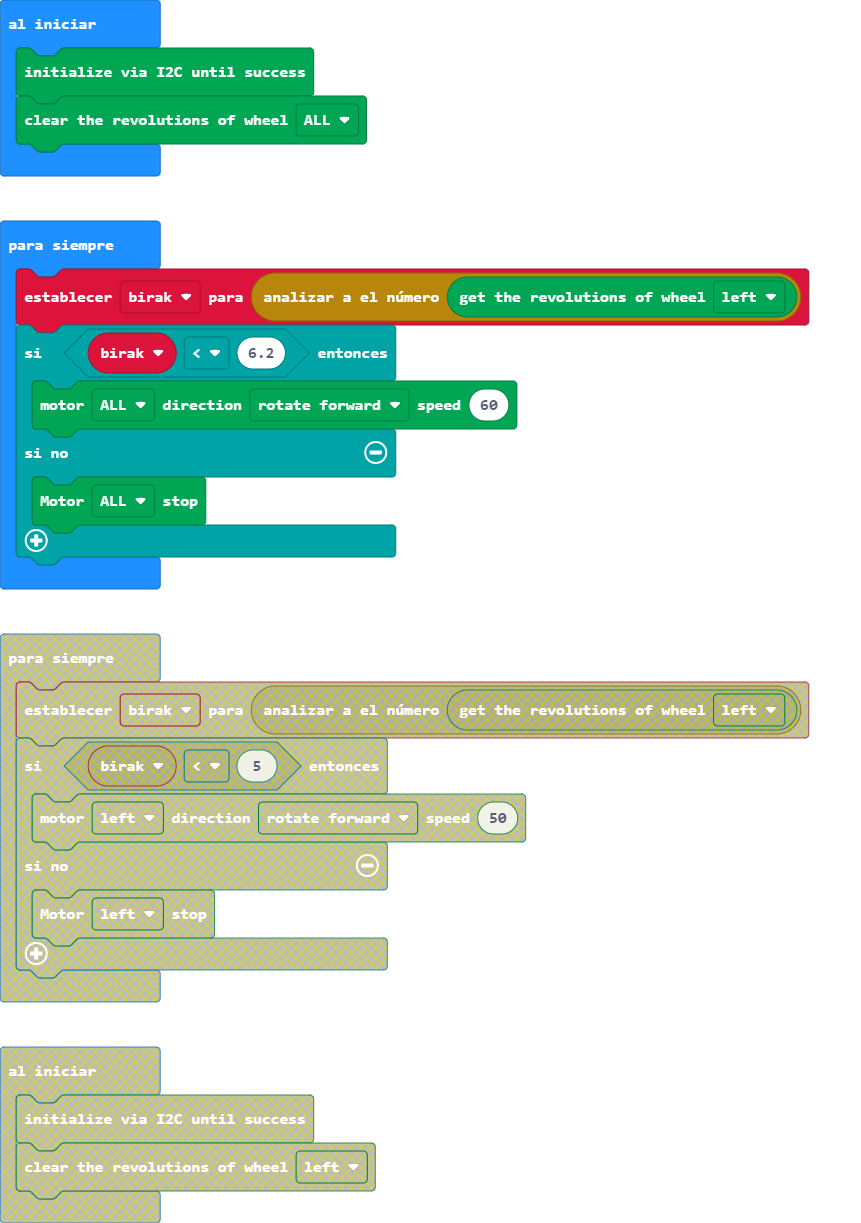 al iniciar
initialize via I2C until success
clear the revolutions of wheel ALL
para siempre
establecer birak para analizar a el número get the revolutions of wheel left
si birak < 6.2 entonces
motor ALL direction rotate forward speed 60
si no
Motor ALL stop
para siempre
establecer birak para analizar a el número get the revolutions of wheel left
si birak < 5 entonces
motor left direction rotate forward speed 50
si no
Motor left stop
al iniciar
initialize via I2C until success
clear the revolutions of wheel left